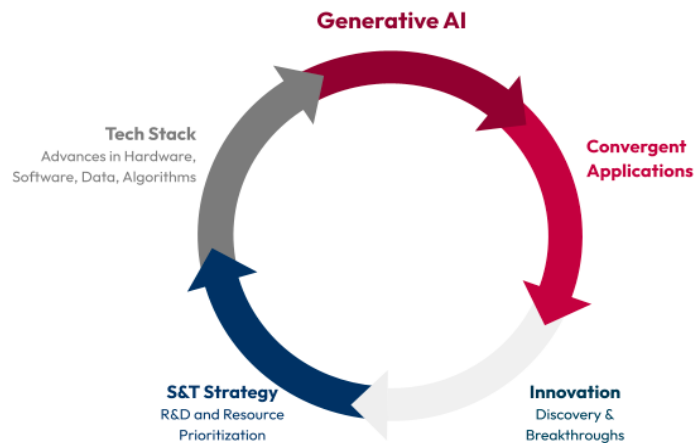 Generative AI
Tech Stack
Advances in Hardware,
Software, Data, Algorithms
Convergent
Applications
S&T Strategy
R&D and Resource
Prioritization
Innovation
Discovery &
Breakthroughs